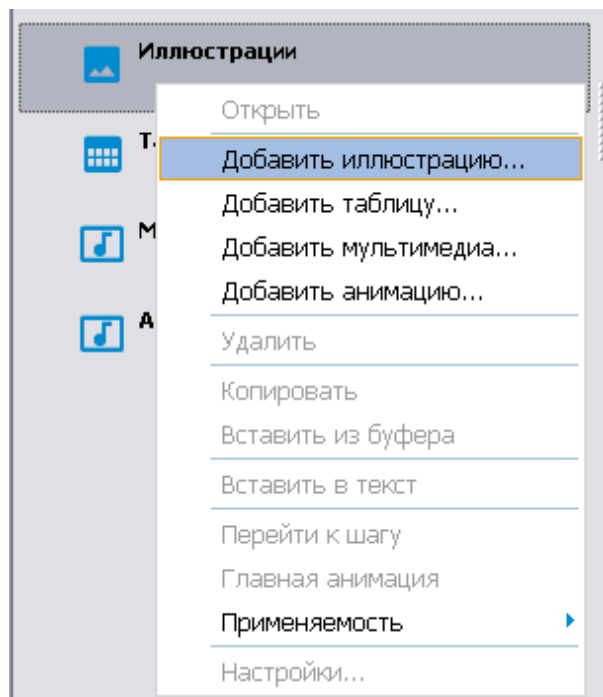 Иллюстрации
Открыть
Т.
Добавить иллюстрацию...
Добавить таблицу...
М
Добавить мультимедиа...
Добавить анимацию...
А
Удалить
Копировать
Вставить из буфера
Вставить в текст
Перейти к шагу
Главная анимация
Применяемость
Настройки...